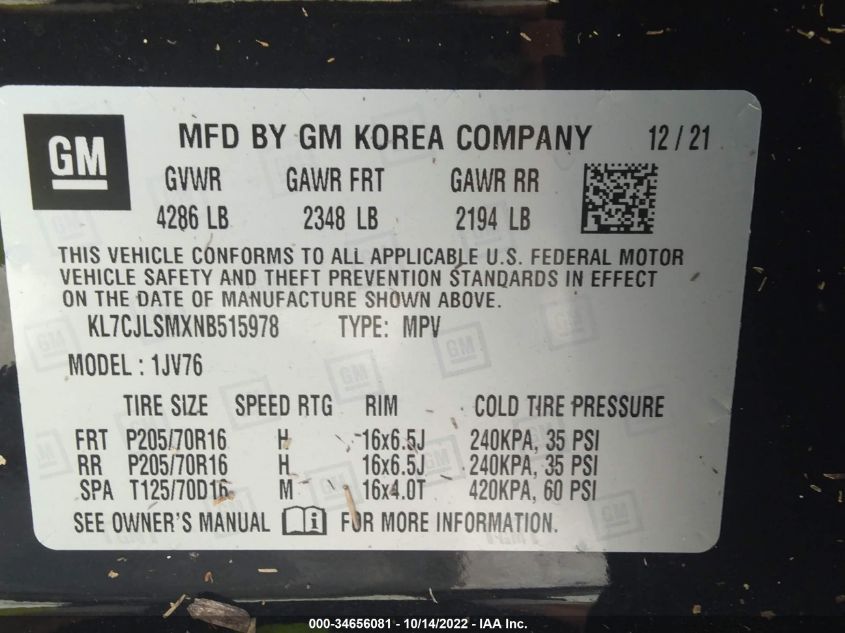 GM
MFD BY GM KOREA COMPANY 12 / 21
GVWR GAWR FRT GAWR RR
4286 LB 2348 LB 2194 LB
THIS VEHICLE CONFORMS TO ALL APPLICABLE U.S. FEDERAL MOTOR
VEHICLE SAFETY AND THEFT PREVENTION STANDARDS IN EFFECT
ON THE DATE OF MANUFACTURE SHOWN ABOVE.
KL7CJLSMXNB515978 TYPE: MPV
MODEL : 1JV76
TIRE SIZE SPEED RTG RIM COLD TIRE PRESSURE
FRT P205/70R16 H 16x6.5J 240KPA, 35 PSI
RR P205/70R16 H 16x6.5J 240KPA, 35 PSI
SPA T125/70D16 M 16x4.0T 420KPA, 60 PSI
SEE OWNER'S MANUAL i FOR MORE INFORMATION.
000-34656081 - 10/14/2022 - IAA Inc.